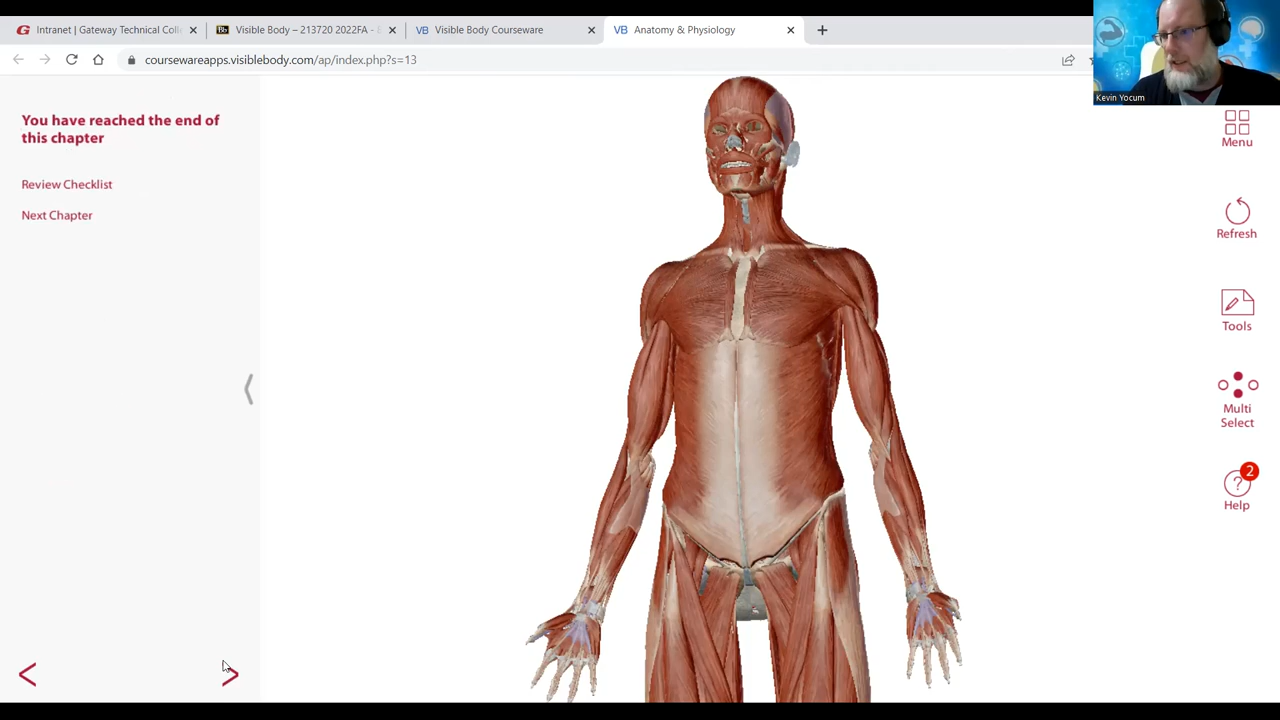 Intranet | Gateway Technical Coll
Visible Body – 213720 2022FA -
Visible Body Courseware
Anatomy & Physiology
coursewareapps.visiblebody.com/ap/index.php?s=13
Kevin Yocum
You have reached the end of
this chapter
Review Checklist
Next Chapter
Menu
Refresh
Tools
Multi
Select
2
Help